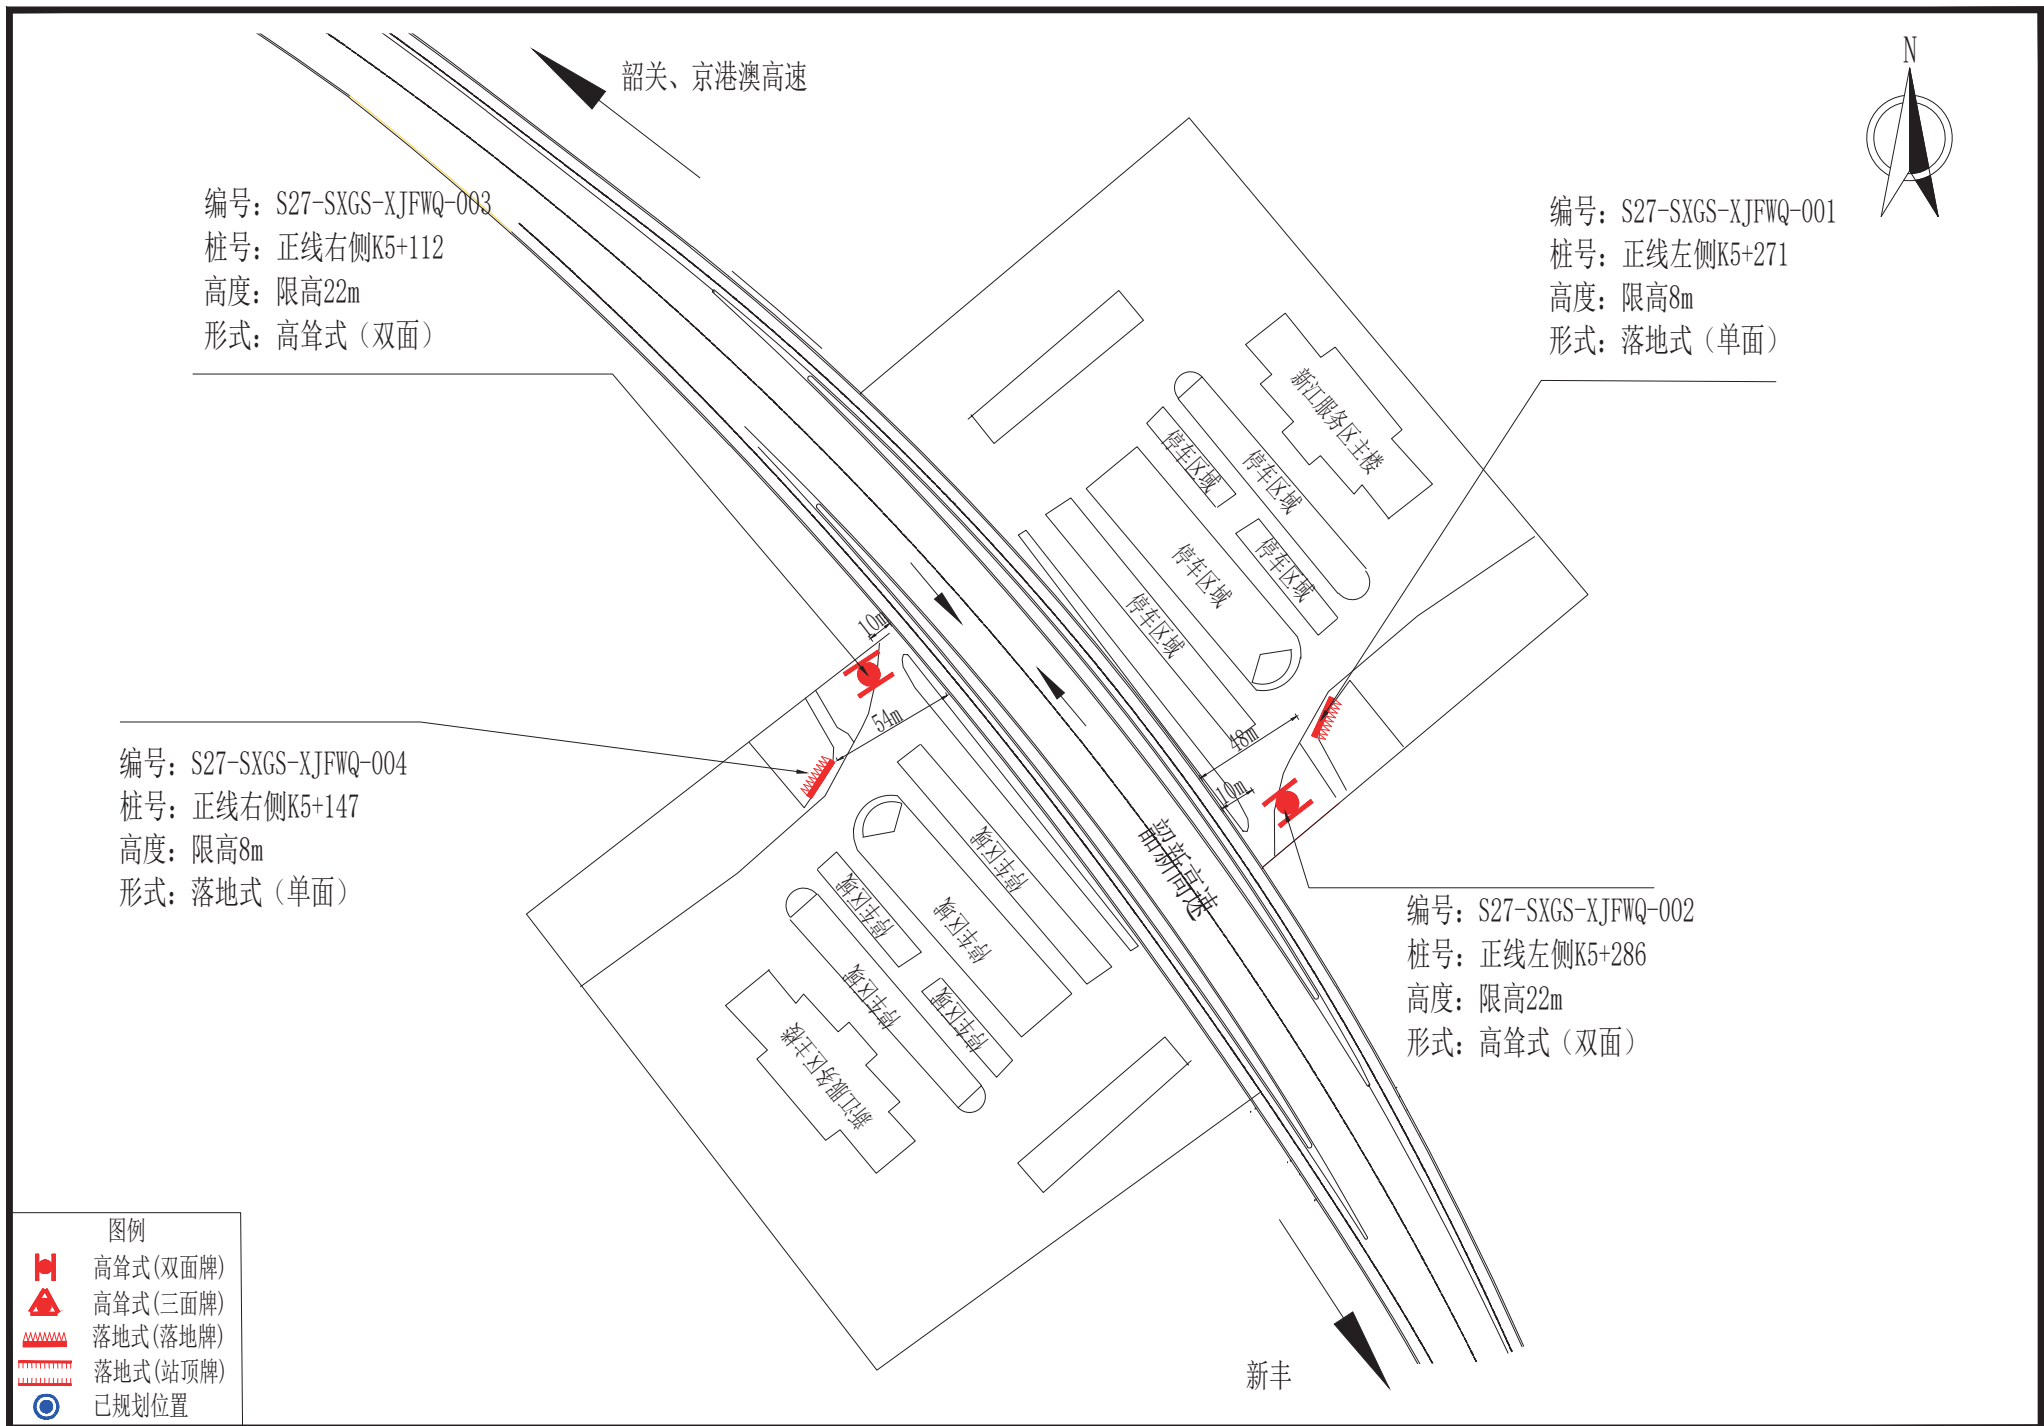 韶关、京港澳高速
N
编号：S27-SXGS-XJFWQ-003
桩号：正线右侧K5+112
高度：限高22m
形式：高耸式（双面）
编号：S27-SXGS-XJFWQ-001
桩号：正线左侧K5+271
高度：限高8m
形式：落地式（单面）
新江服务区主楼
停车区域
停车区域
停车区域
停车区域
停车区域
10m
54m
48m
10m
编号：S27-SXGS-XJFWQ-004
桩号：正线右侧K5+147
高度：限高8m
形式：落地式（单面）
韶新高速
停车区域
停车区域
停车区域
停车区域
停车区域
新江服务区主楼
编号：S27-SXGS-XJFWQ-002
桩号：正线左侧K5+286
高度：限高22m
形式：高耸式（双面）
新丰
图例
高耸式(双面牌)
高耸式(三面牌)
落地式(落地牌)
落地式(站顶牌)
已规划位置